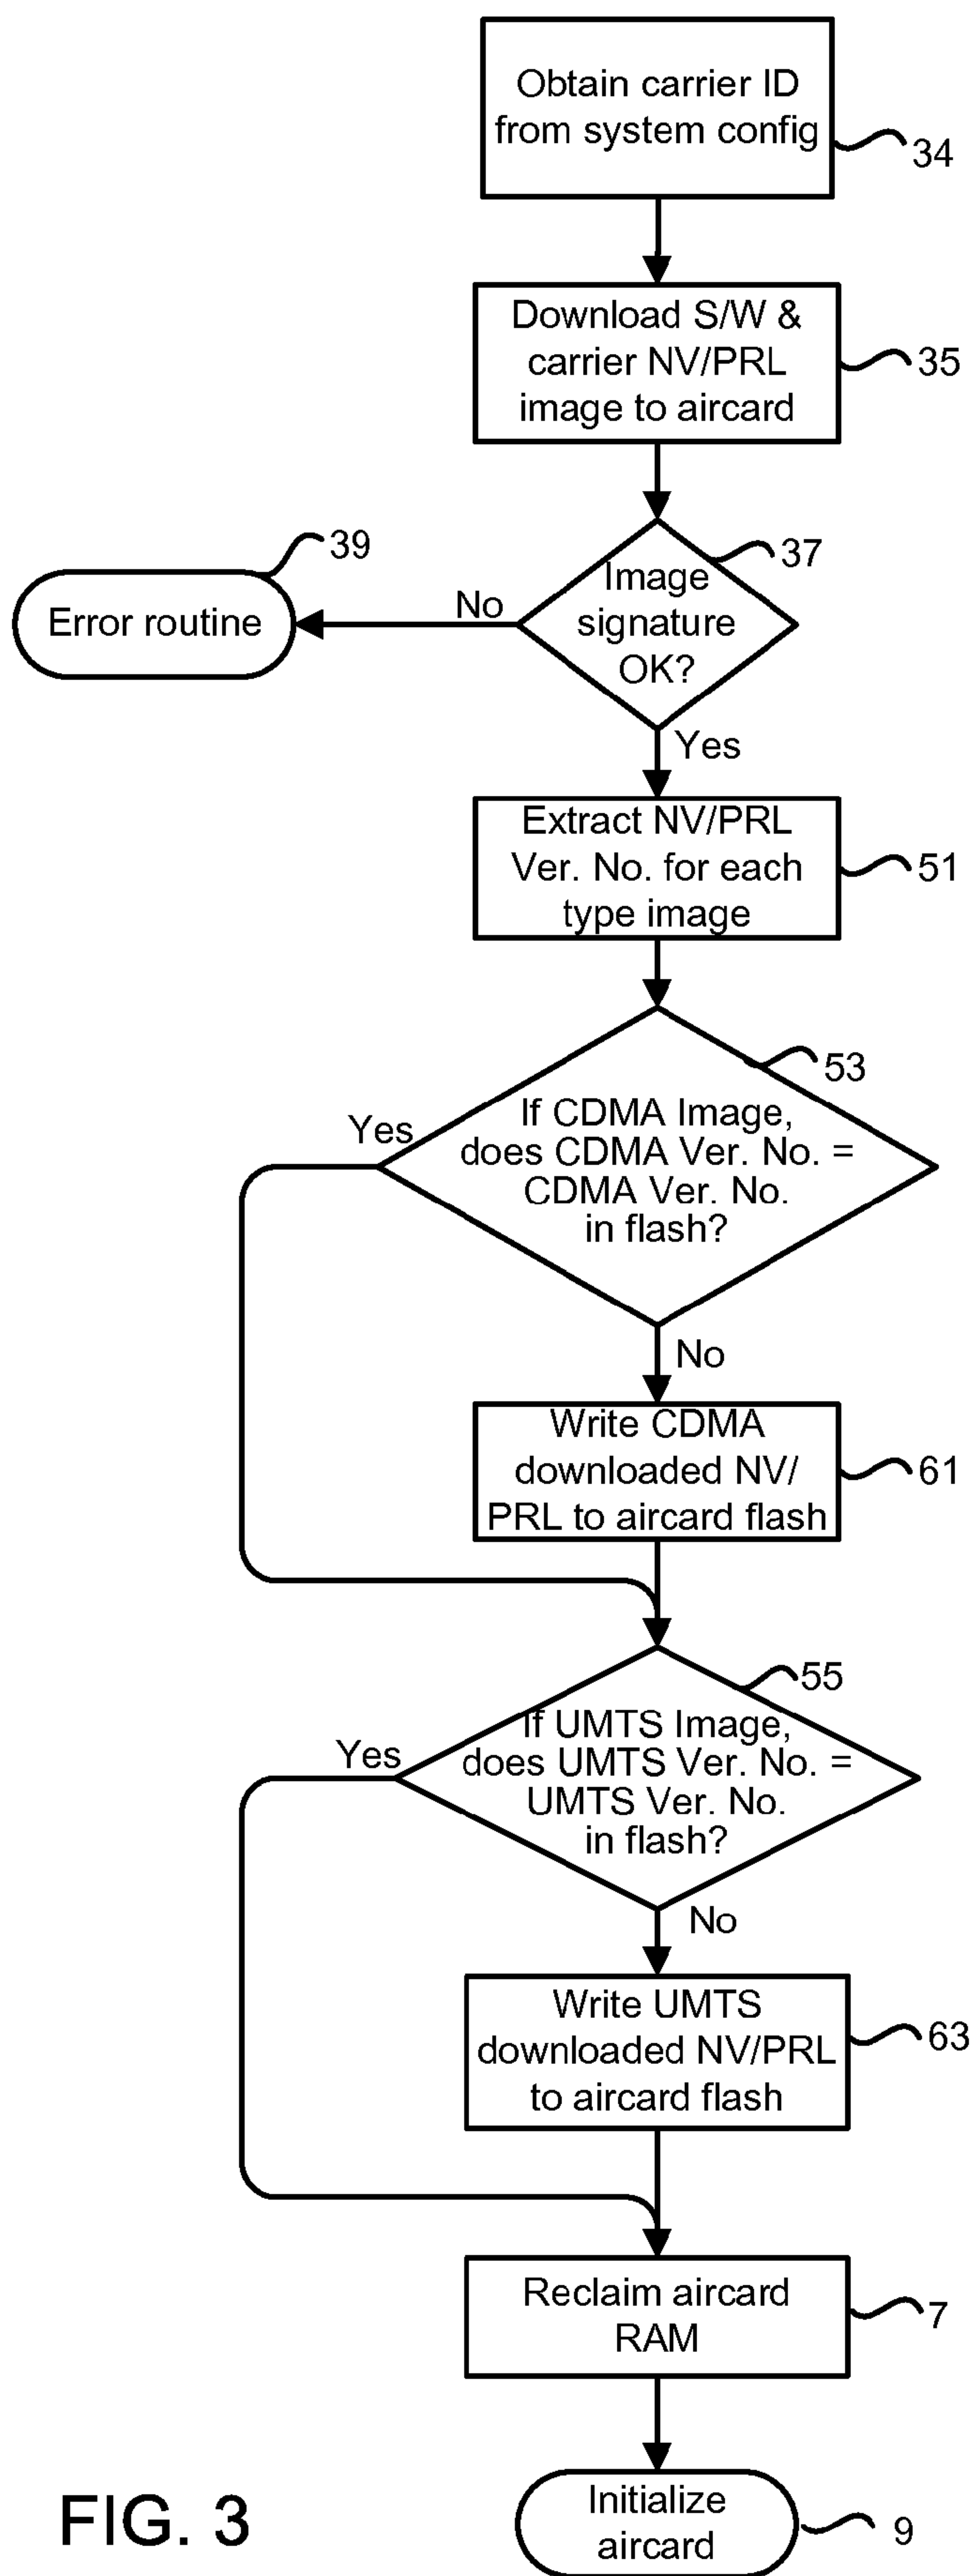 Obtain carrier ID
from system config
34
Download S/W &
carrier NV/PRL
image to aircard
35
39
Error routine
No
37
Image
signature
OK?
Yes
Extract NV/PRL
Ver. No. for each
type image
51
53
Yes
If CDMA Image,
does CDMA Ver. No. =
CDMA Ver. No.
in flash?
No
Write CDMA
downloaded NV/
PRL to aircard flash
61
55
Yes
If UMTS Image,
does UMTS Ver. No. =
UMTS Ver. No.
in flash?
No
Write UMTS
downloaded NV/PRL
to aircard flash
63
Reclaim aircard
RAM
7
Initialize
aircard
9
FIG. 3